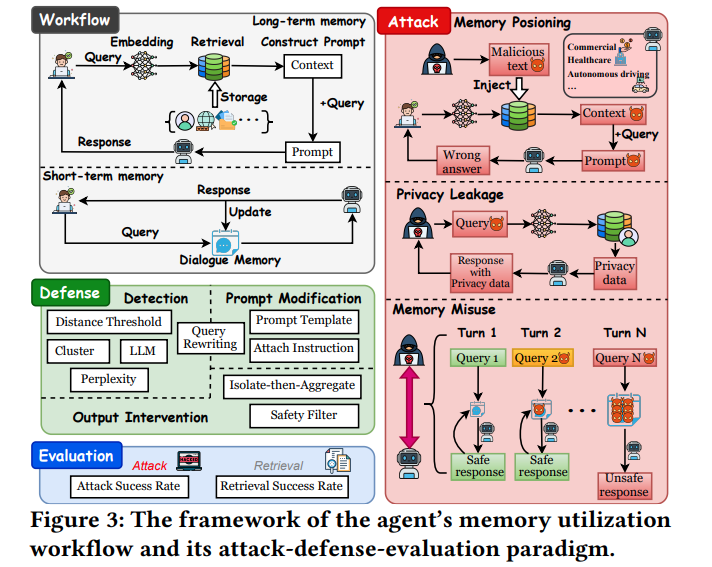 Workflow
Long-term memory
Embedding
Retrieval
Construct Prompt
Query
Context
Storage
...
+Query
Response
Prompt
Short-term memory
Response
Update
Query
Dialogue Memory
Defense
Detection
Prompt Modification
Distance Threshold
Query
Rewriting
Prompt Template
Cluster
LLM
Attach Instruction
Perplexity
Isolate-then-Aggregate
Output Intervention
Safety Filter
Evaluation
Attack
HACKED
Retrieval
Attack Sucess Rate
Retrieval Success Rate
Attack
Memory Posioning
Malicious
text
Commercial
Healthcare
Autonomous driving
...
Inject
Context
+Query
Wrong
answer
Prompt
Privacy Leakage
Query
Response
with
Privacy data
Privacy
data
Memory Misuse
Turn 1
Turn 2
Turn N
Query 1
Query 2
Query N
...
Safe
response
Safe
response
Unsafe
response
Figure 3: The framework of the agent's memory utilization
workflow and its attack-defense-evaluation paradigm.